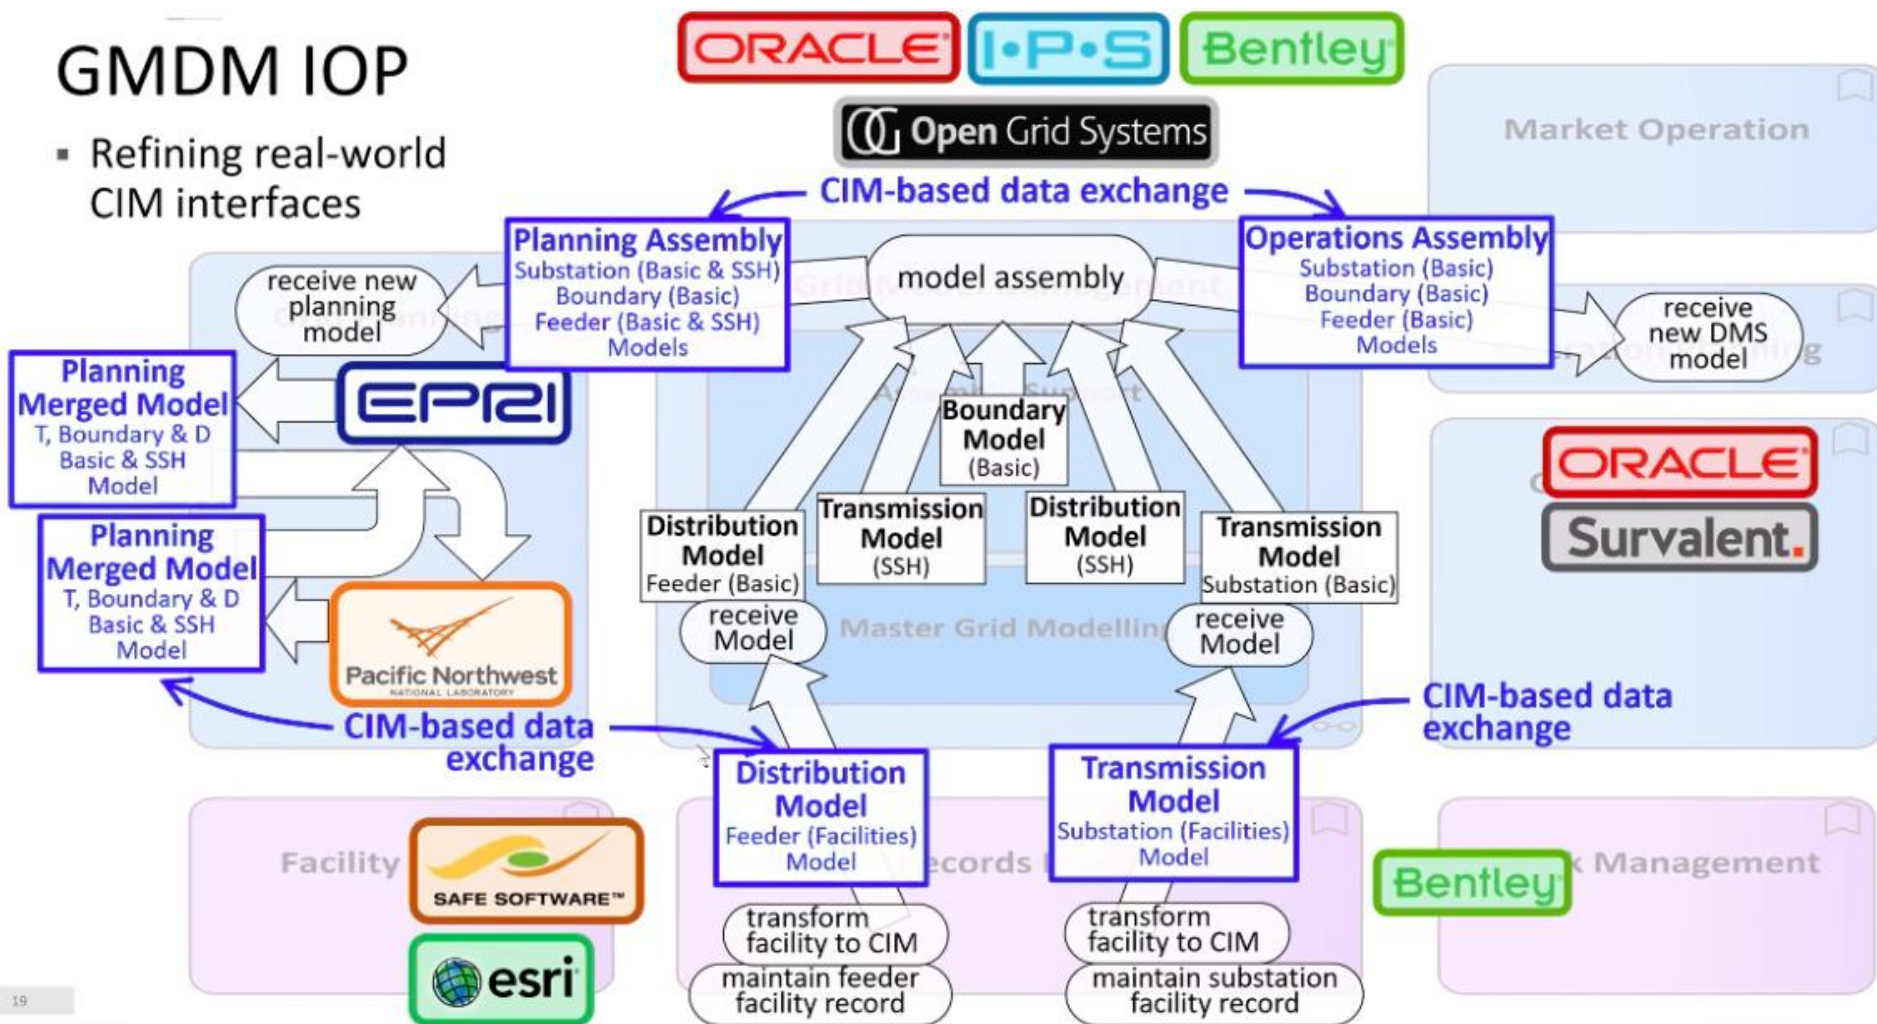 GMDM IOP
▪ Refining real-world
CIM interfaces
ORACLE
I•P•S
Bentley
OG Open Grid Systems
CIM-based data exchange
Market Operation
Planning Assembly
Substation (Basic & SSH)
Boundary (Basic)
Feeder (Basic & SSH)
Models
model assembly
Operations Assembly
Substation (Basic)
Boundary (Basic)
Feeder (Basic)
Models
receive new
planning
model
receive
new DMS
model
Planning
Merged Model
T, Boundary & D
Basic & SSH
Model
EPRI
Boundary
Model
(Basic)
ORACLE
Survalent.
Planning
Merged Model
T, Boundary & D
Basic & SSH
Model
Distribution
Model
Feeder (Basic)
Transmission
Model
(SSH)
Distribution
Model
(SSH)
Transmission
Model
Substation (Basic)
receive
Model
Master Grid Modelling
receive
Model
Pacific Northwest
NATIONAL LABORATORY
CIM-based data
exchange
CIM-based data
exchange
Distribution
Model
Feeder (Facilities)
Model
Transmission
Model
Substation (Facilities)
Model
Facility
SAFE SOFTWARE™
Bentley
Management
transform
facility to CIM
transform
facility to CIM
esri
maintain feeder
facility record
maintain substation
facility record
19